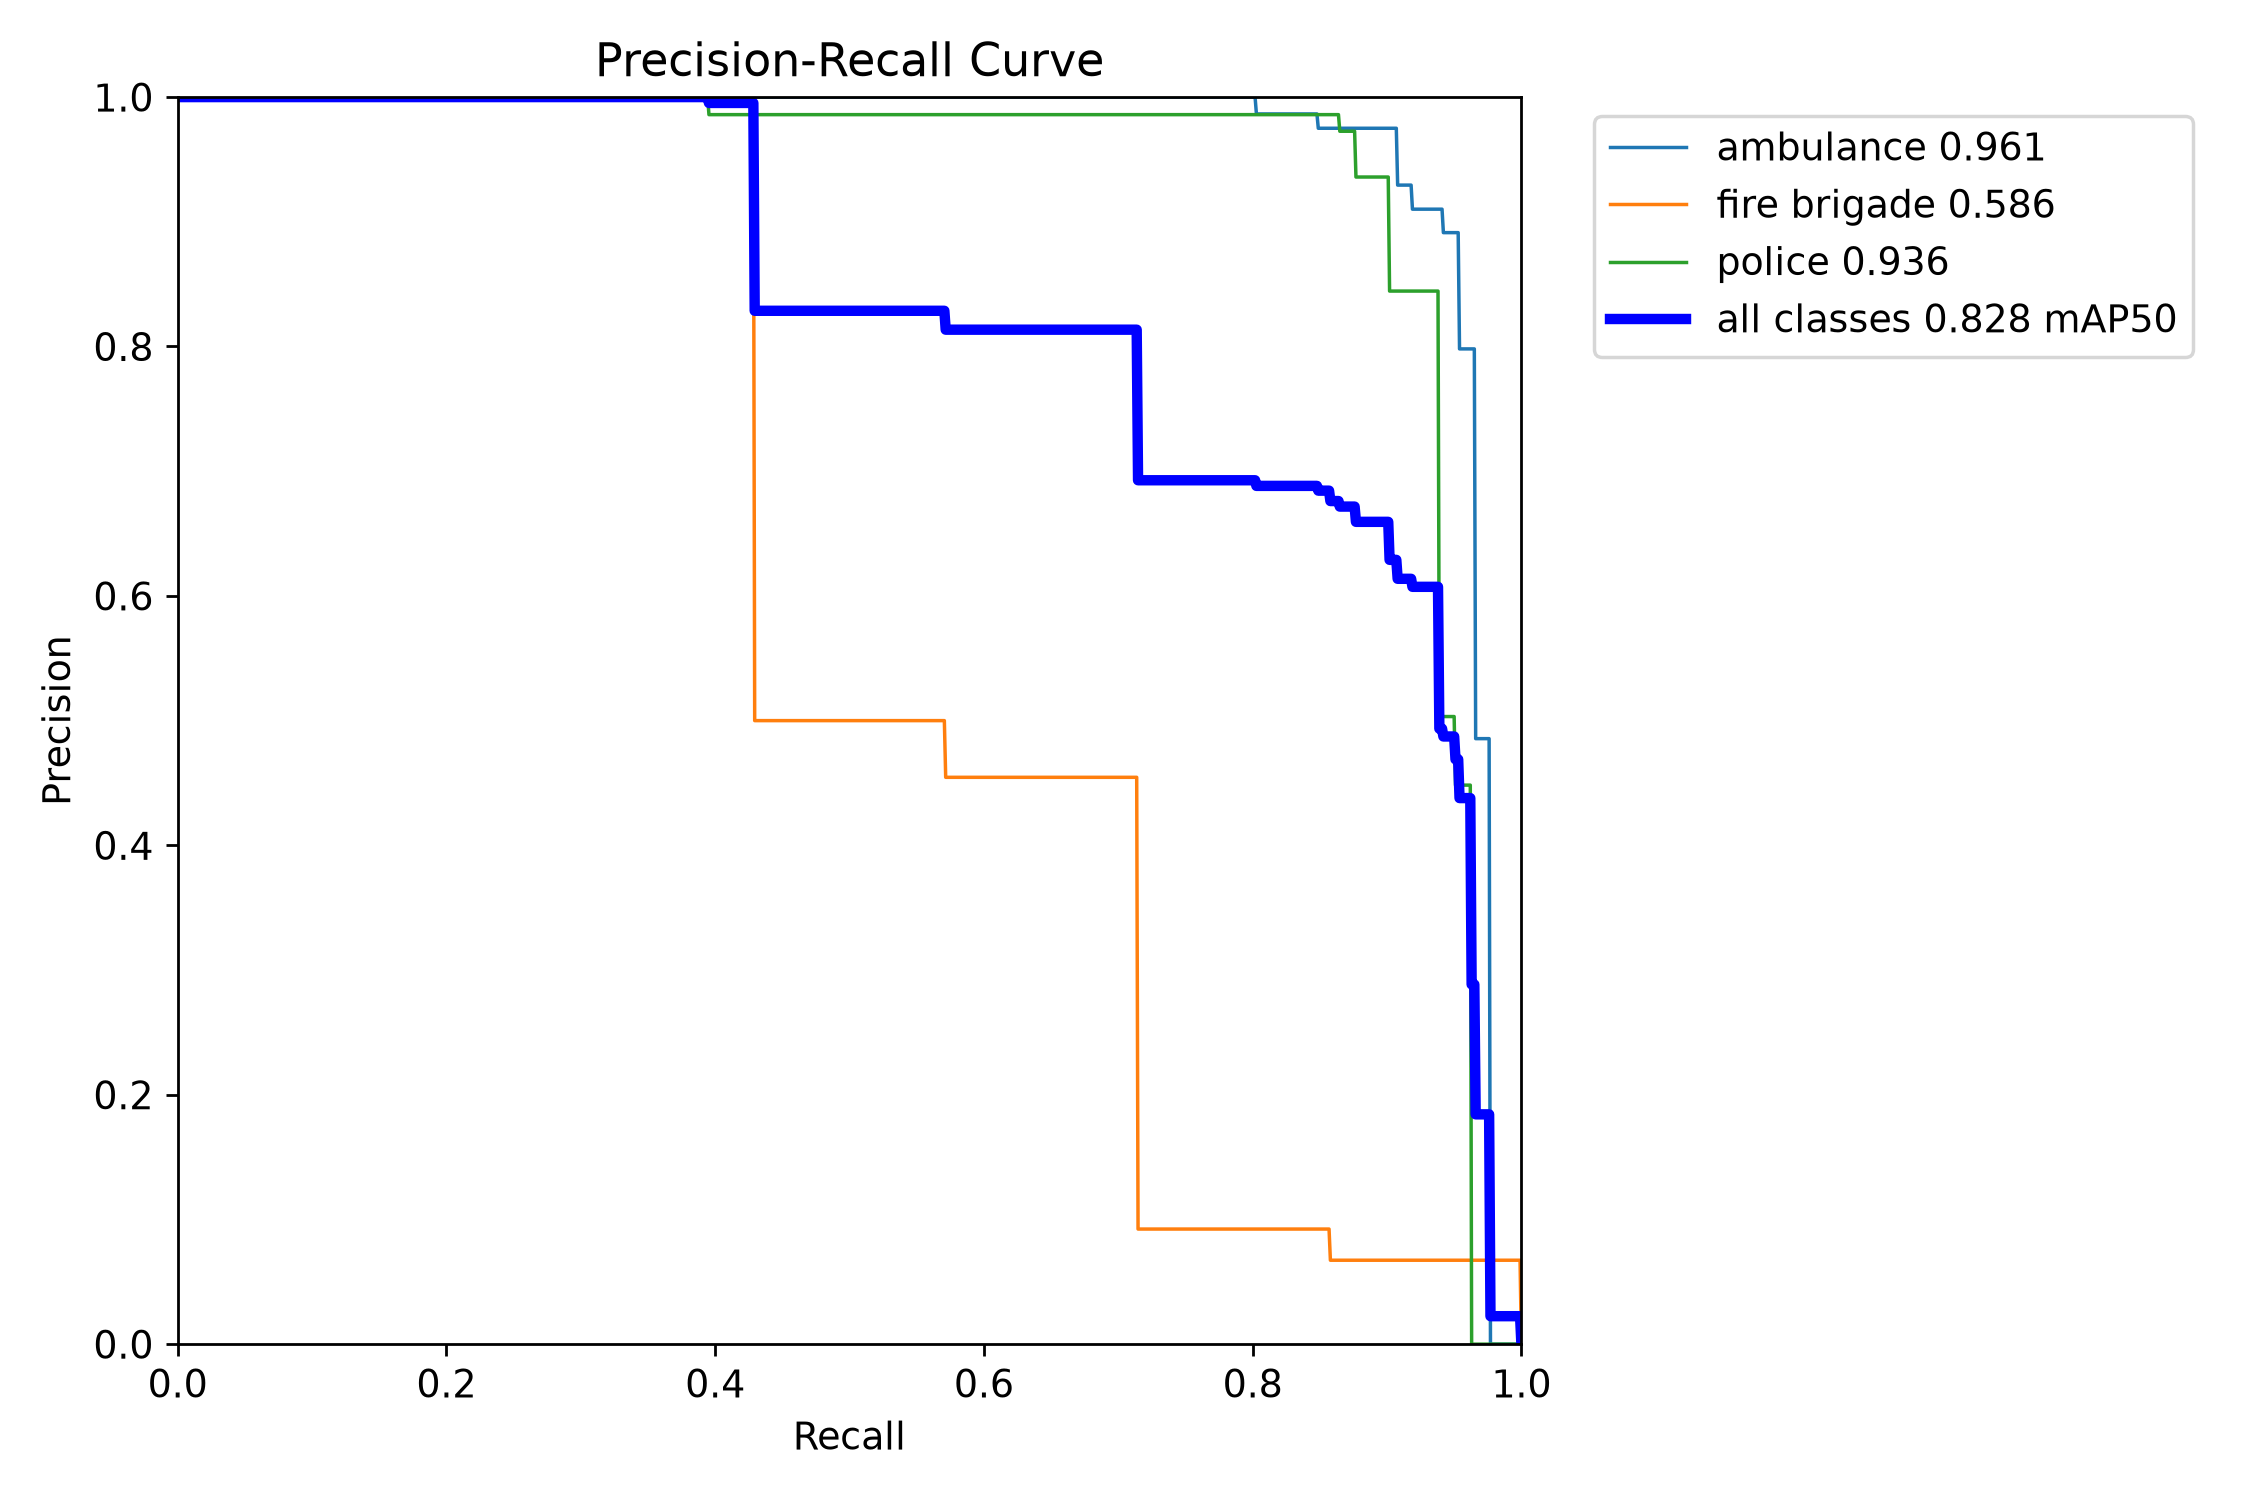 Precision-Recall Curve
1.0
0.8
0.6
0.4
0.2
0.0
Precision
0.0 0.2 0.4 0.6 0.8 1.0
Recall
ambulance 0.961
fire brigade 0.586
police 0.936
all classes 0.828 mAP50